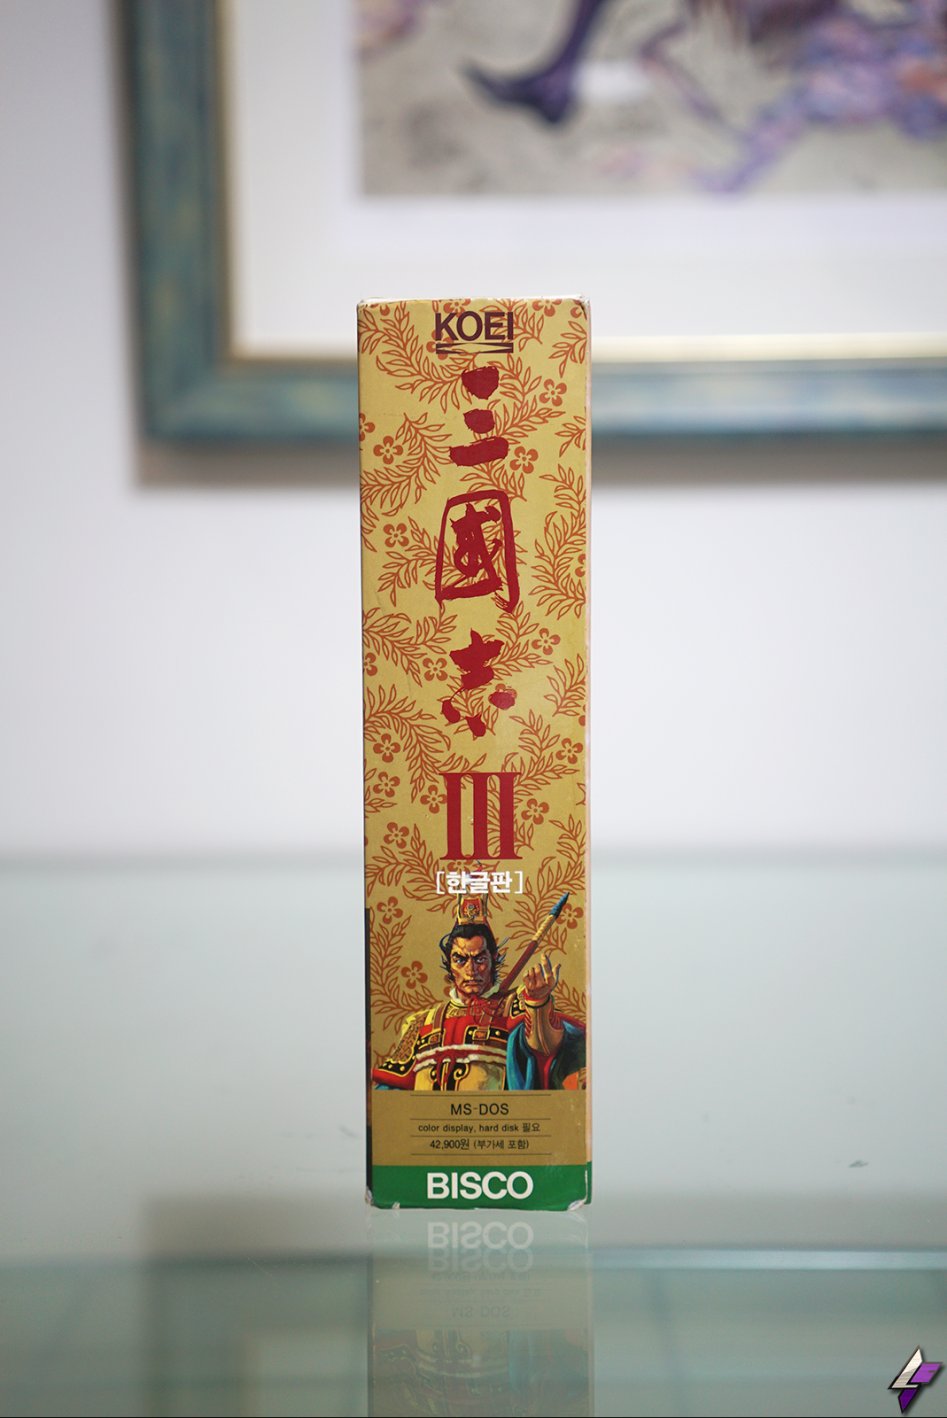 KOEI
三國志
III
[한글판]
MS-DOS
color display, hard disk 필요
42,900원 (부가세 포함)
BISCO